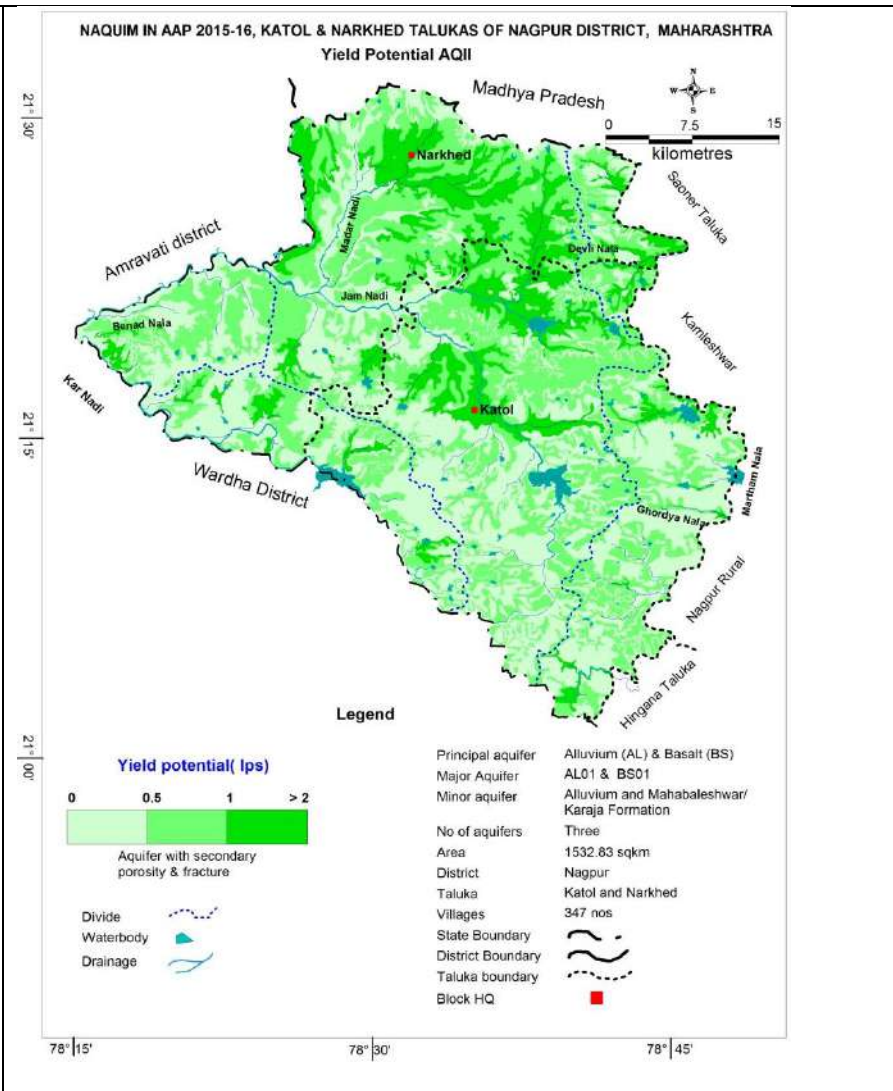 NAQUIM IN AAP 2015-16, KATOL & NARKHED TALUKAS OF NAGPUR DISTRICT, MAHARASHTRA
Yield Potential AQII
Madhya Pradesh
N
W E
S
0 7.5 15
kilometres
21° 30'
Narkhed
Saoner Taluka
Madar Nadi
Amravati district
Devli Nala
Jam Nadi
Benad Nala
Kamleshwar
Kar Nadi
Katol
21° 15'
Wardha District
Martham Nala
Ghordya Nala
Nagpur Rural
Hingana Taluka
Legend
21° 00'
Yield potential( lps)
0 0.5 1 > 2
Aquifer with secondary
porosity & fracture
Divide
Waterbody
Drainage
Principal aquifer Alluvium (AL) & Basalt (BS)
Major Aquifer AL01 & BS01
Minor aquifer Alluvium and Mahabaleshwar/
Karaja Formation
No of aquifers Three
Area 1532.83 sqkm
District Nagpur
Taluka Katol and Narkhed
Villages 347 nos
State Boundary
District Boundary
Taluka boundary
Block HQ
78° 15' 78° 30' 78° 45'